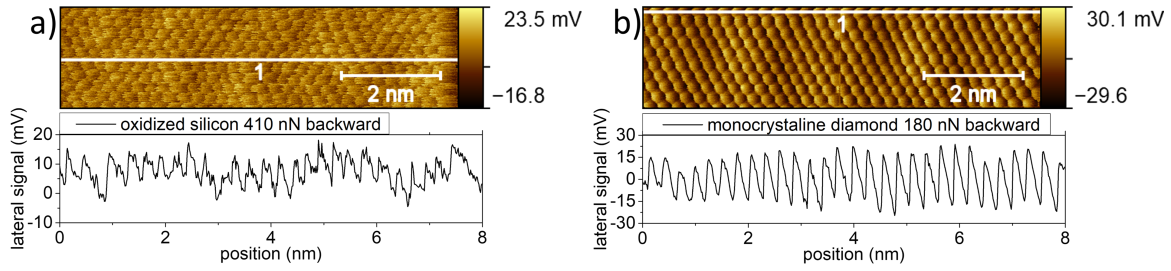 a)
23.5 mV
1
2 nm
−16.8
oxidized silicon 410 nN backward
lateral signal (mV)
20
10
0
-10
0 2 4 6 8
position (nm)
b)
30.1 mV
1
2 nm
−29.6
monocrystaline diamond 180 nN backward
lateral signal (mV)
30
15
0
-15
-30
0 2 4 6 8
position (nm)